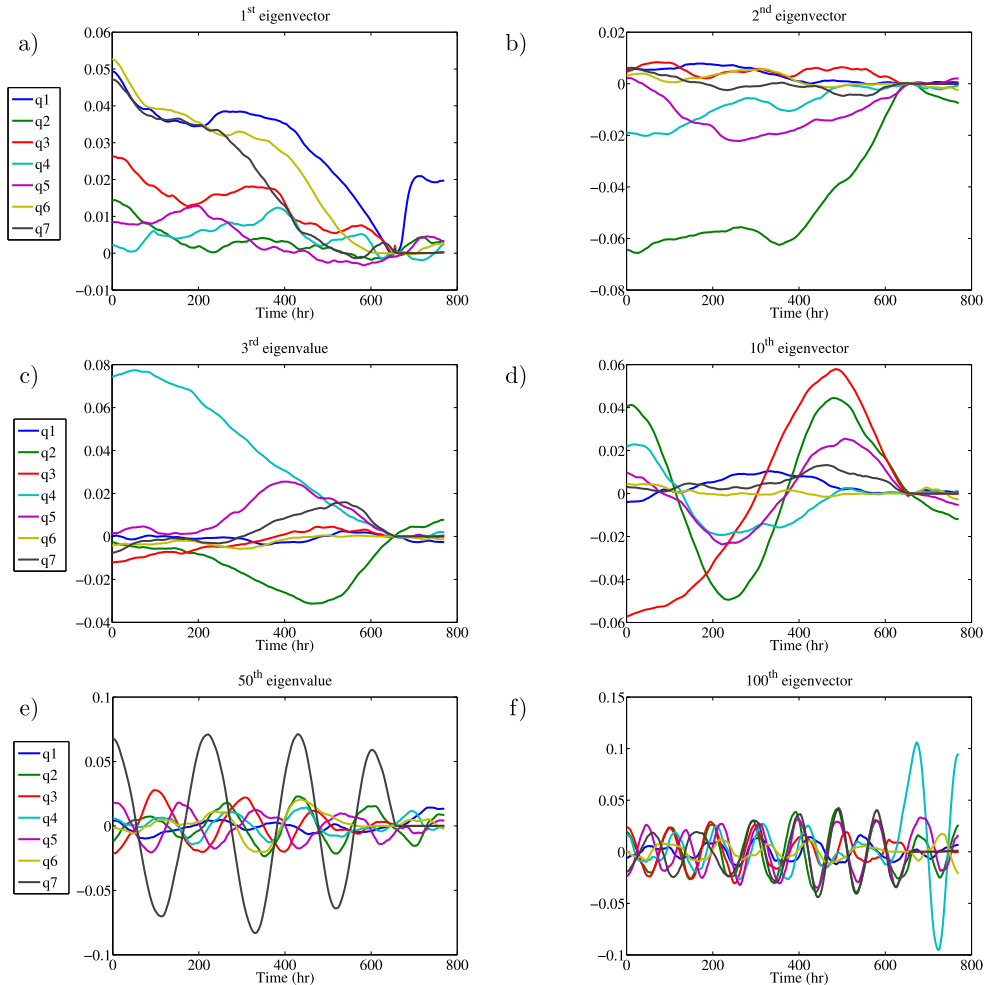 1st eigenvector
a)
0.06
0.05
0.04
0.03
0.02
0.01
0
−0.01
0
200
400
600
800
Time (hr)
q1
q2
q3
q4
q5
q6
q7
2nd eigenvector
b)
0.02
0
−0.02
−0.04
−0.06
−0.08
0
200
400
600
800
Time (hr)
3rd eigenvalue
c)
0.08
0.06
0.04
0.02
0
−0.02
−0.04
0
200
400
600
800
Time (hr)
q1
q2
q3
q4
q5
q6
q7
10th eigenvector
d)
0.06
0.04
0.02
0
−0.02
−0.04
−0.06
0
200
400
600
800
Time (hr)
50th eigenvalue
e)
0.1
0.05
0
−0.05
−0.1
0
200
400
600
800
Time (hr)
q1
q2
q3
q4
q5
q6
q7
100th eigenvector
f)
0.15
0.1
0.05
0
−0.05
−0.1
0
200
400
600
800
Time (hr)